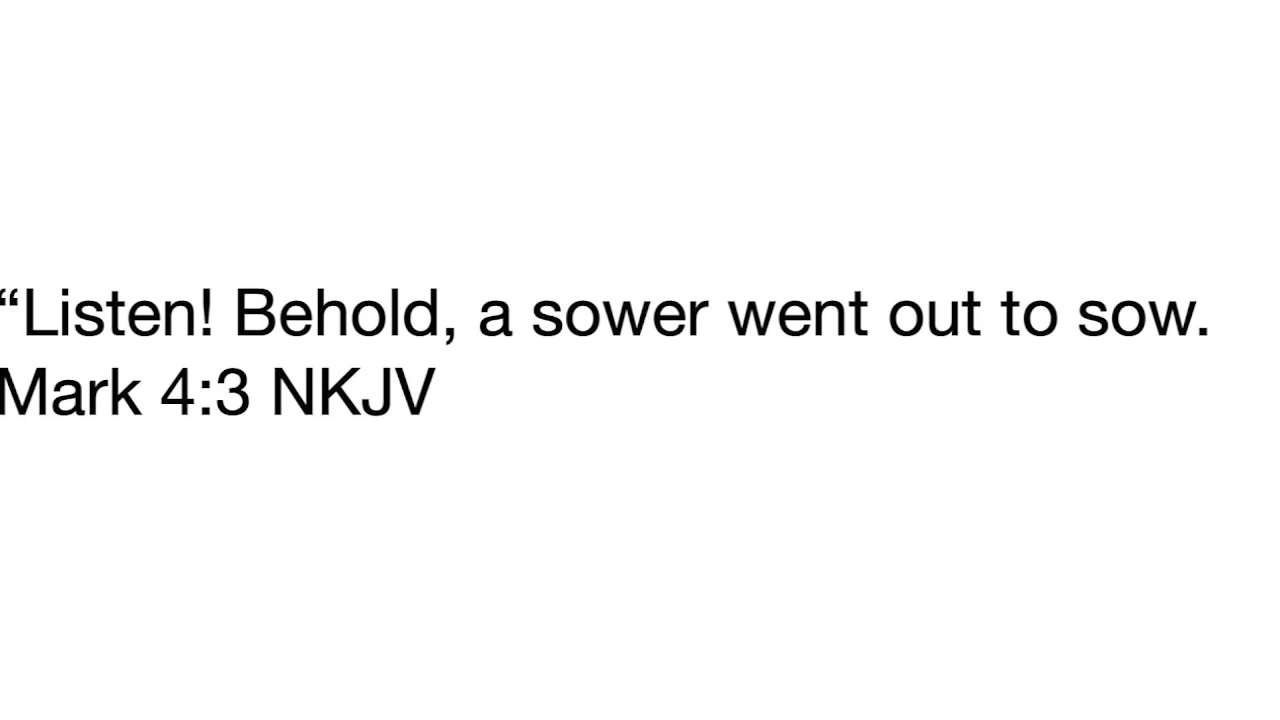 “Listen! Behold, a sower went out to sow.
Mark 4:3 NKJV